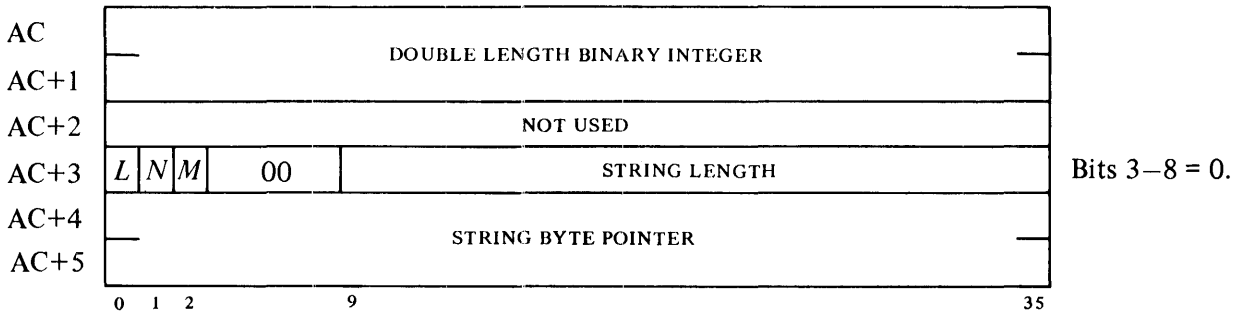 AC
DOUBLE LENGTH BINARY INTEGER
AC+1
AC+2 NOT USED
AC+3 L N M 00 STRING LENGTH Bits 3–8 = 0.
AC+4
STRING BYTE POINTER
AC+5
0 1 2 9 35